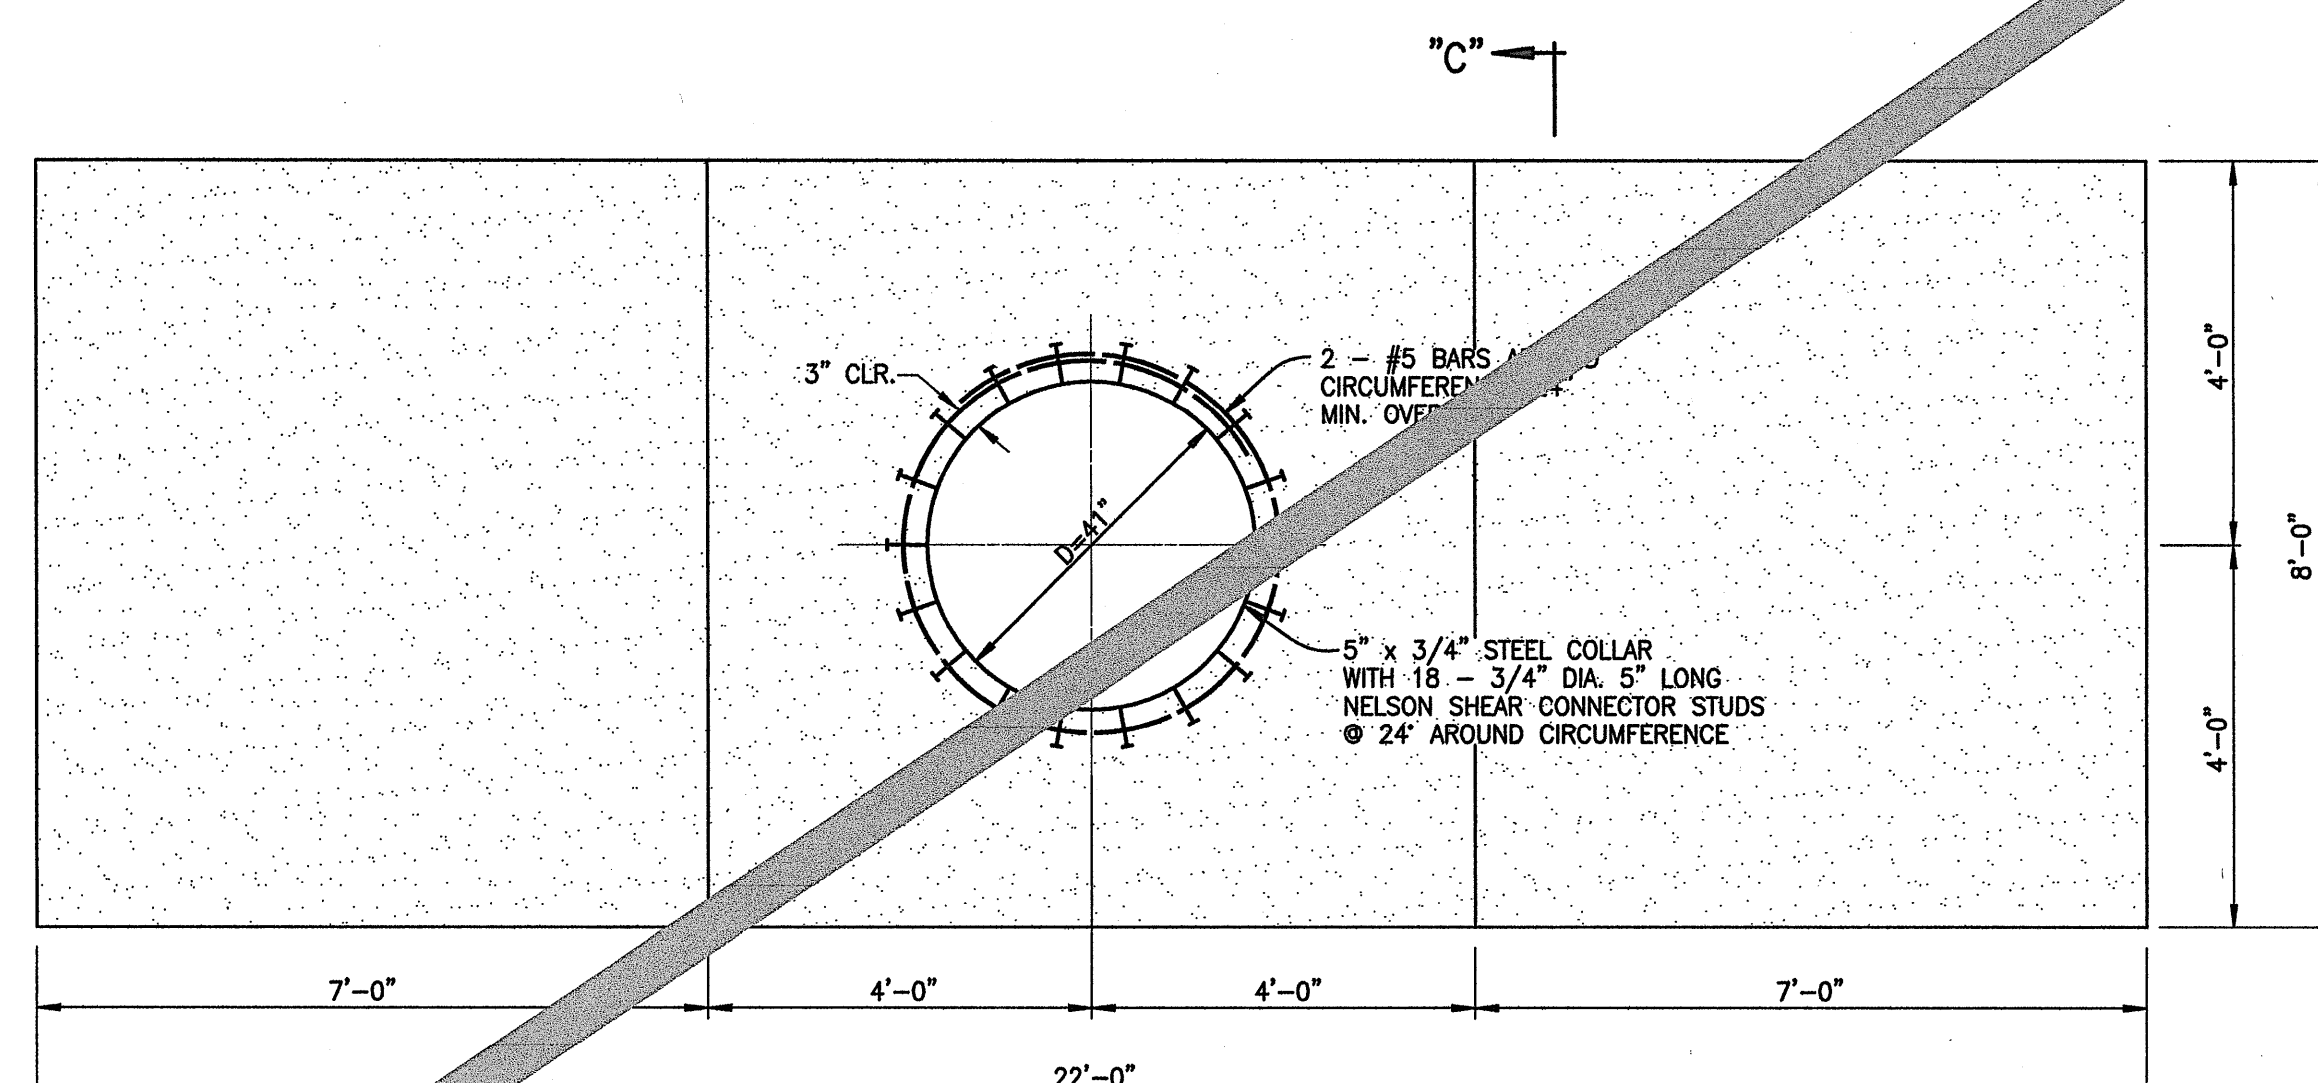 "C"
3" CLR.
2 - #5 BARS
CIRCUMFERENCE
MIN.
D=41"
5" x 3/4" STEEL COLLAR
WITH 18 - 3/4" DIA. 5" LONG
NELSON SHEAR CONNECTOR STUDS
@ 24° AROUND CIRCUMFERENCE
4'-0"
8'-0"
4'-0"
7'-0"
4'-0"
4'-0"
7'-0"
22'-0"